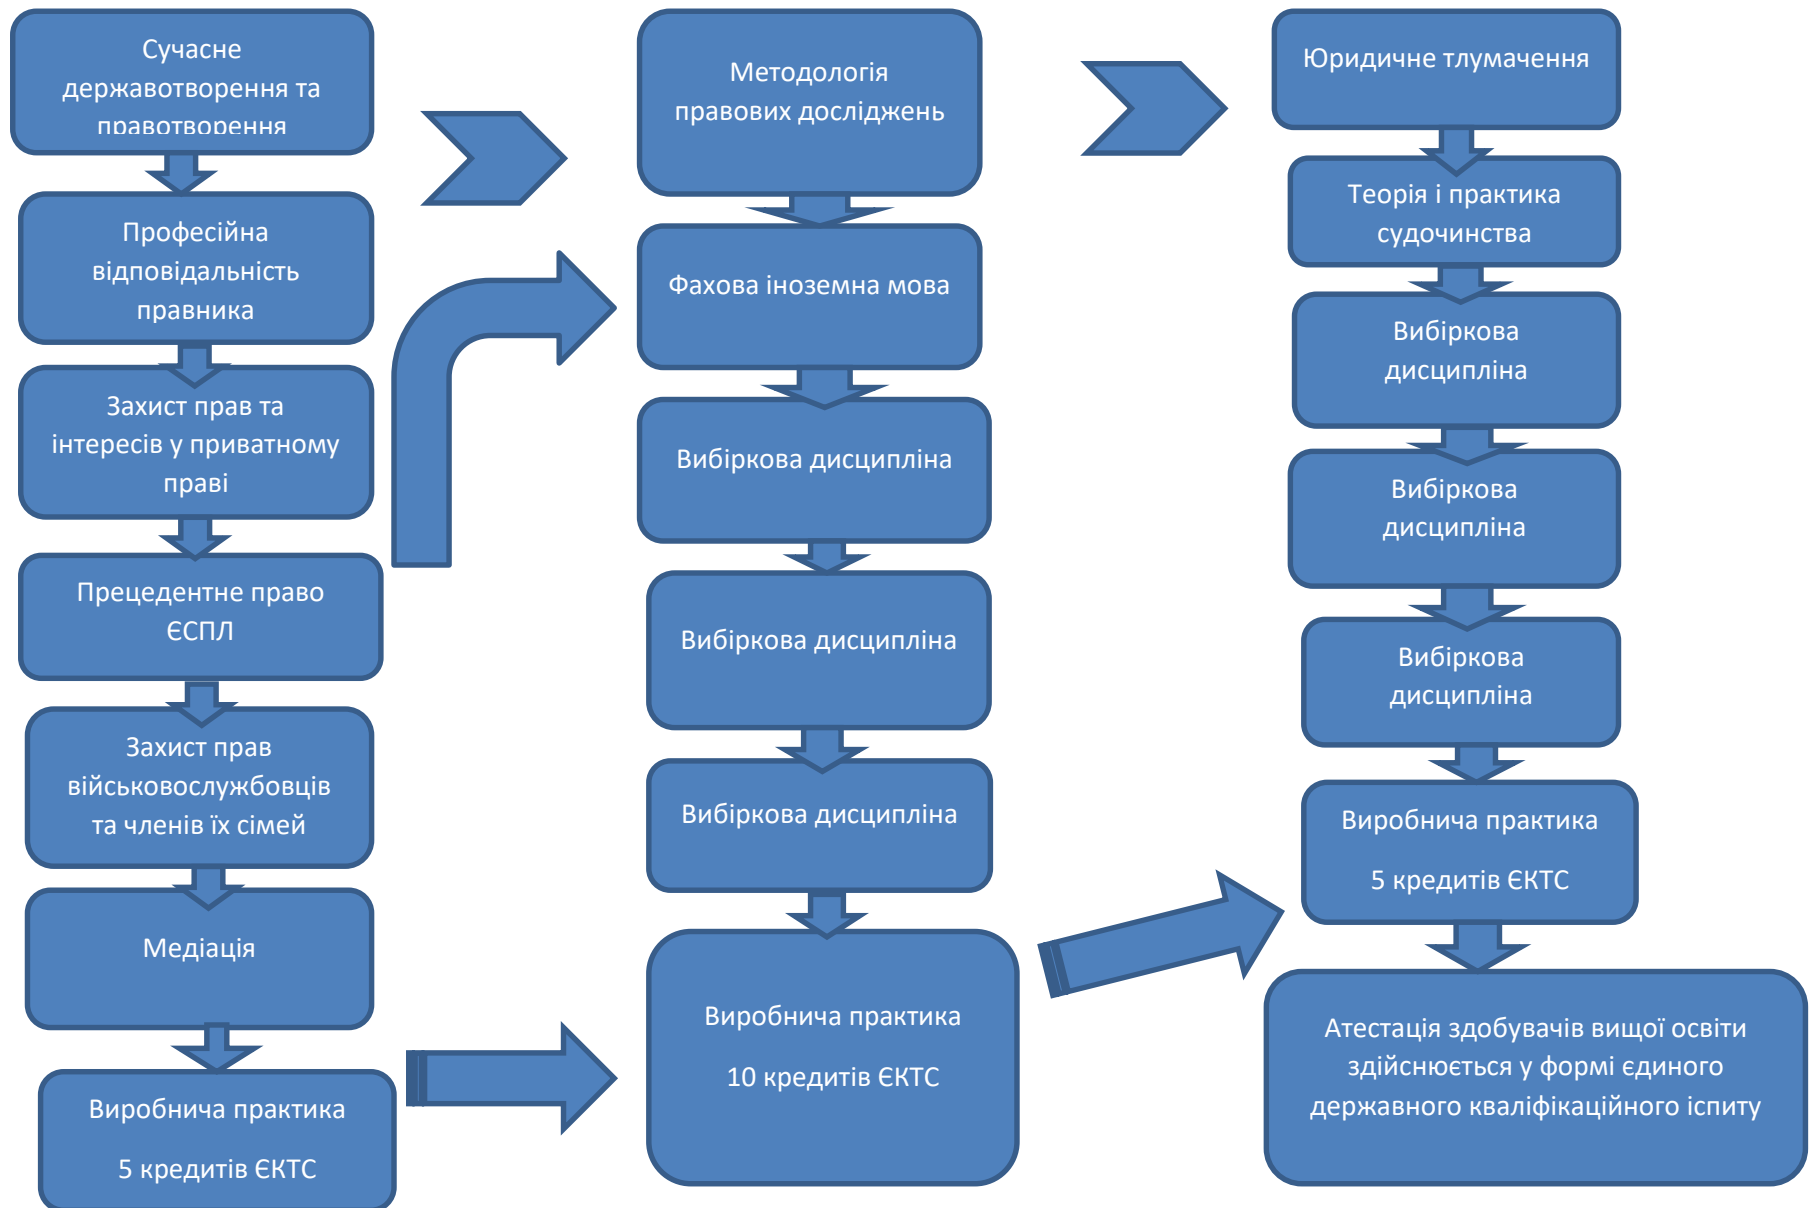 Сучасне
державотворення та
правотворення
Професійна
відповідальність
правника
Захист прав та
інтересів у приватному
праві
Прецедентне право
ЄСПЛ
Захист прав
військовослужбовців
та членів їх сімей
Медіація
Виробнича практика
5 кредитів ЄКТС
Методологія
правових досліджень
Фахова іноземна мова
Вибіркова дисципліна
Вибіркова дисципліна
Вибіркова дисципліна
Виробнича практика
10 кредитів ЄКТС
Юридичне тлумачення
Теорія і практика
судочинства
Вибіркова
дисципліна
Вибіркова
дисципліна
Вибіркова
дисципліна
Виробнича практика
5 кредитів ЄКТС
Атестація здобувачів вищої освіти
здійснюється у формі єдиного
державного кваліфікаційного іспиту